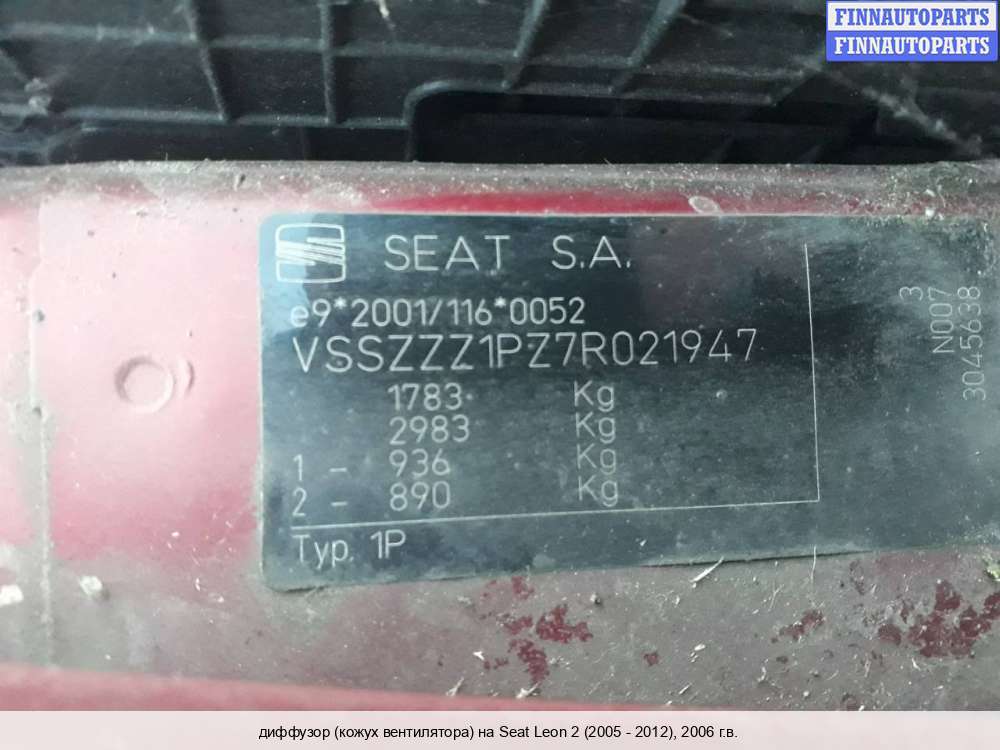 FINNAUTOPARTS
FINNAUTOPARTS
SEAT S.A.
e9*2001/116*0052
VSSZZZ1PZ7R021947
1783 Kg
2983 Kg
1 - 936 Kg
2 - 890 Kg
Typ. 1P
3
N007
3045638
диффузор (кожух вентилятора) на Seat Leon 2 (2005 - 2012), 2006 г.в.